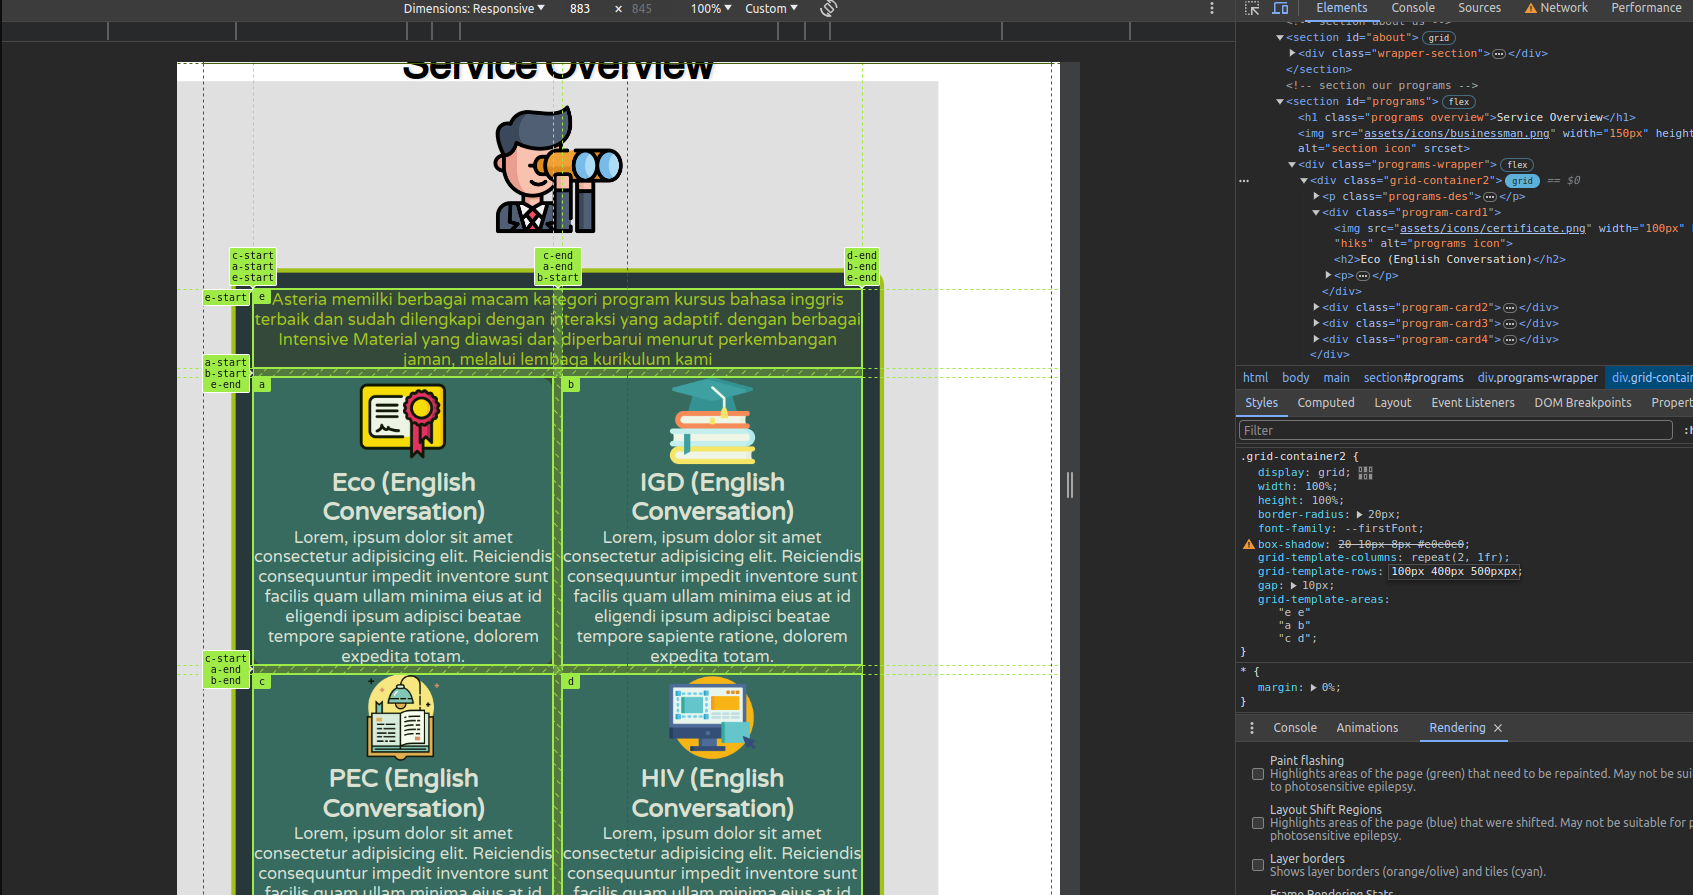 Dimensions: Responsive 883 × 845 100% Custom
Elements Console Sources Network Performance
<section id="about"> grid
<div class="wrapper-section"> </div>
</section>
<!-- section our programs -->
<section id="programs"> flex
<h1 class="programs overview">Service Overview</h1>
<img src="assets/icons/businessman.png" width="150px" height
alt="section icon" srcset>
<div class="programs-wrapper"> flex
<div class="grid-container2"> grid == $0
<p class="programs-des"> </p>
<div class="program-card1">
<img src="assets/icons/certificate.png" width="100px"
"hiks" alt="programs icon">
<h2>Eco (English Conversation)</h2>
<p> </p>
</div>
<div class="program-card2"> </div>
<div class="program-card3"> </div>
<div class="program-card4"> </div>
</div>
html body main section#programs div.programs-wrapper div.grid-contain
Styles Computed Layout Event Listeners DOM Breakpoints Propert
Filter
.grid-container2 {
display: grid;
width: 100%;
height: 100%;
border-radius: 20px;
font-family: --firstFont;
box-shadow: 20 10px 8px #e0e0e0;
grid-template-columns: repeat(2, 1fr);
grid-template-rows: 100px 400px 500pxpx;
gap: 10px;
grid-template-areas:
"e e"
"a b"
"c d";
}
* {
margin: 0%;
}
Console Animations Rendering
Paint flashing
Highlights areas of the page (green) that need to be repainted. May not be sui
to photosensitive epilepsy.
Layout Shift Regions
Highlights areas of the page (blue) that were shifted. May not be suitable for p
photosensitive epilepsy.
Layer borders
Shows layer borders (orange/olive) and tiles (cyan).
Frame Rendering Stats
Service Overview
c-start
a-start
e-start
c-end
a-end
b-start
d-end
b-end
e-end
e-start e
Asteria memilki berbagai macam kategori program kursus bahasa inggris
terbaik dan sudah dilengkapi dengan interaksi yang adaptif. dengan berbagai
Intensive Material yang diawasi dan diperbarui menurut perkembangan
jaman, melalui lembaga kurikulum kami
a-start
b-start
e-end
a
b
Eco (English
Conversation)
Lorem, ipsum dolor sit amet
consectetur adipisicing elit. Reiciendis
consequuntur impedit inventore sunt
facilis quam ullam minima eius at id
eligendi ipsum adipisci beatae
tempore sapiente ratione, dolorem
expedita totam.
IGD (English
Conversation)
Lorem, ipsum dolor sit amet
consectetur adipisicing elit. Reiciendis
consequuntur impedit inventore sunt
facilis quam ullam minima eius at id
eligendi ipsum adipisci beatae
tempore sapiente ratione, dolorem
expedita totam.
c-start
a-end
b-end
c
d
PEC (English
Conversation)
Lorem, ipsum dolor sit amet
consectetur adipisicing elit. Reiciendis
consequuntur impedit inventore sunt
facilis quam ullam minima eius at id
HIV (English
Conversation)
Lorem, ipsum dolor sit amet
consectetur adipisicing elit. Reiciendis
consequuntur impedit inventore sunt
facilis quam ullam minima eius at id